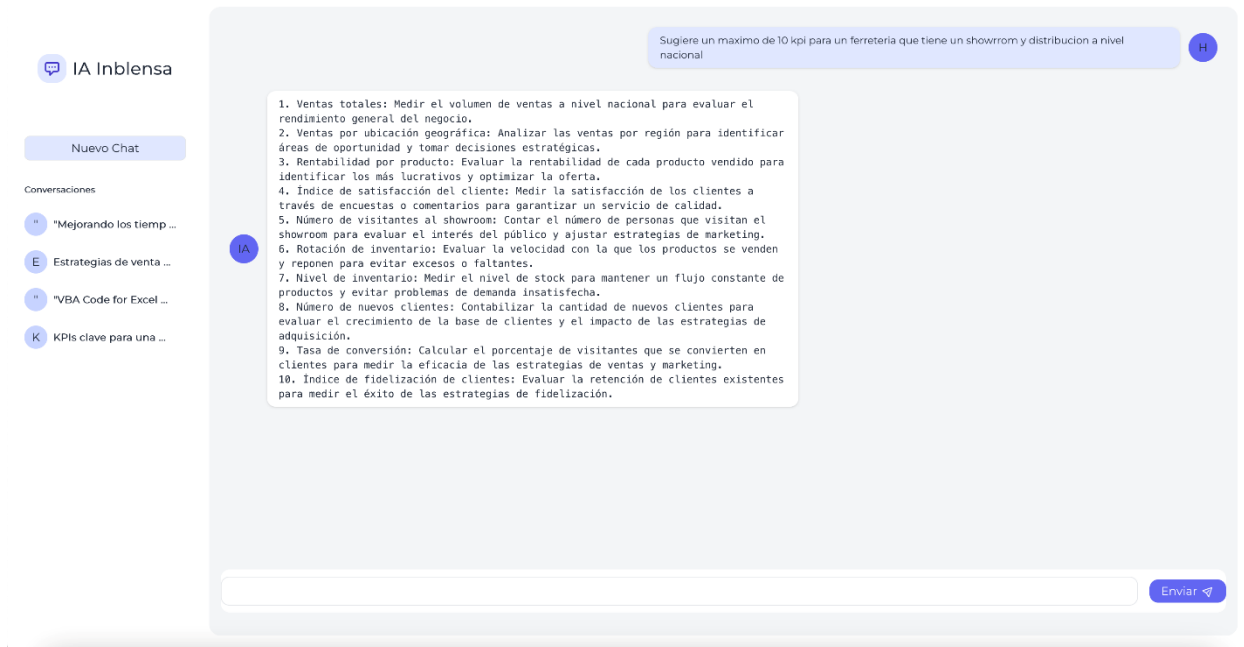 IA Inblensa
Nuevo Chat
Conversaciones
" "Mejorando los tiemp ...
E Estrategias de venta ...
" "VBA Code for Excel ...
K KPIs clave para una ...
Sugiere un maximo de 10 kpi para un ferreteria que tiene un showrrom y distribucion a nivel
nacional
H
IA
1. Ventas totales: Medir el volumen de ventas a nivel nacional para evaluar el
rendimiento general del negocio.
2. Ventas por ubicación geográfica: Analizar las ventas por región para identificar
áreas de oportunidad y tomar decisiones estratégicas.
3. Rentabilidad por producto: Evaluar la rentabilidad de cada producto vendido para
identificar los más lucrativos y optimizar la oferta.
4. Índice de satisfacción del cliente: Medir la satisfacción de los clientes a
través de encuestas o comentarios para garantizar un servicio de calidad.
5. Número de visitantes al showroom: Contar el número de personas que visitan el
showroom para evaluar el interés del público y ajustar estrategias de marketing.
6. Rotación de inventario: Evaluar la velocidad con la que los productos se venden
y reponen para evitar excesos o faltantes.
7. Nivel de inventario: Medir el nivel de stock para mantener un flujo constante de
productos y evitar problemas de demanda insatisfecha.
8. Número de nuevos clientes: Contabilizar la cantidad de nuevos clientes para
evaluar el crecimiento de la base de clientes y el impacto de las estrategias de
adquisición.
9. Tasa de conversión: Calcular el porcentaje de visitantes que se convierten en
clientes para medir la eficacia de las estrategias de ventas y marketing.
10. Índice de fidelización de clientes: Evaluar la retención de clientes existentes
para medir el éxito de las estrategias de fidelización.
Enviar